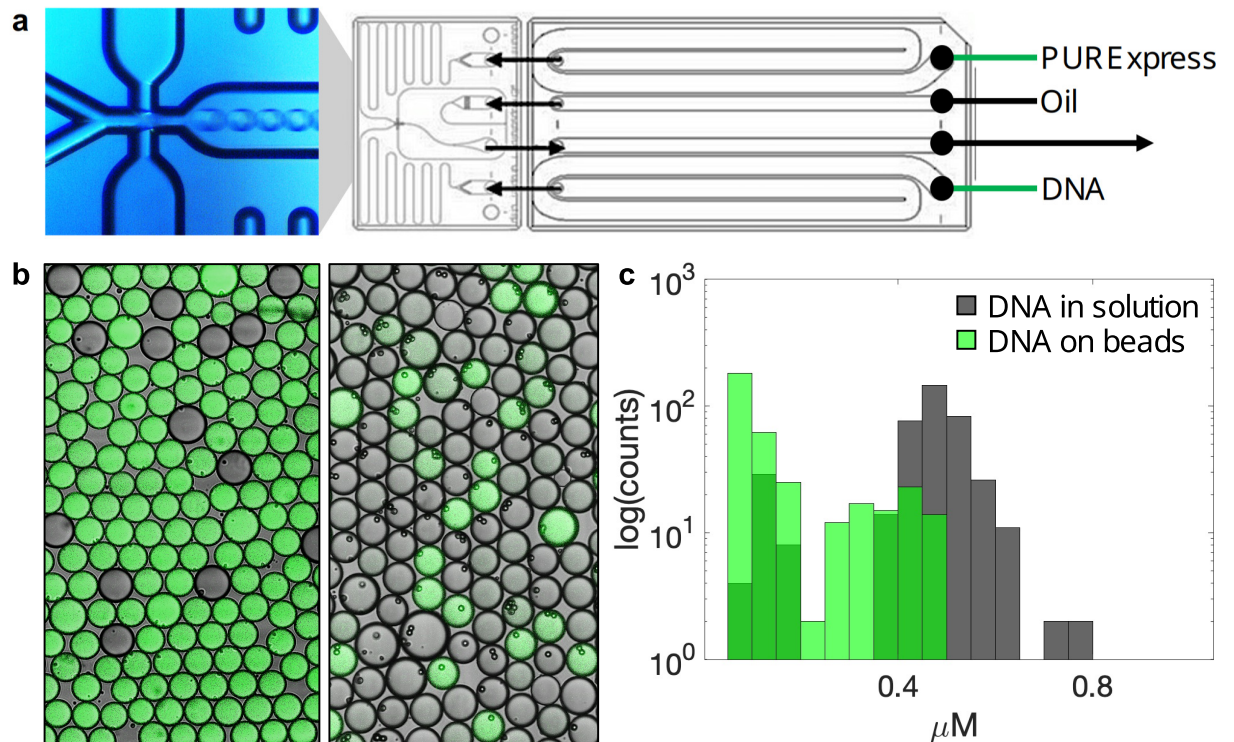 a
PURExpress
Oil
DNA
b
c
DNA in solution
DNA on beads
log(counts)
10³
10²
10¹
10⁰
0.4
0.8
μM